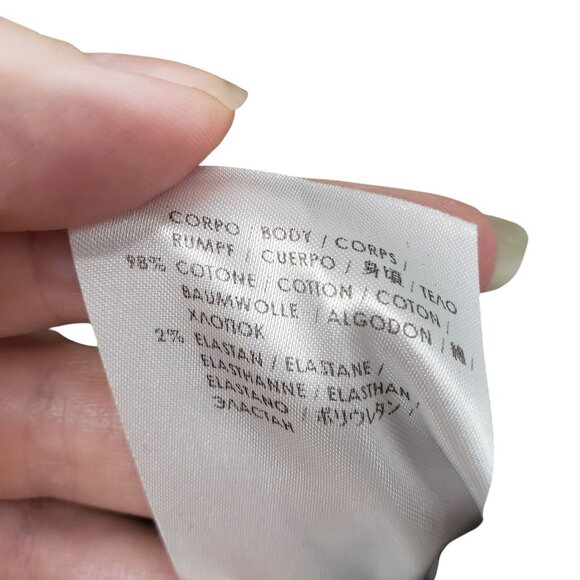 CORPO BODY / CORPS /
RUMPF / CUERPO / 身頃 / ТЕЛО
98% COTONE / COTTON / COTON /
BAUMWOLLE / ALGODON / 綿 /
ХЛОПОК
2% ELASTAN / ELASTANE /
ELASTHANNE / ELASTHAN /
ELASTANO / ポリウレタン /
ЭЛАСТАН